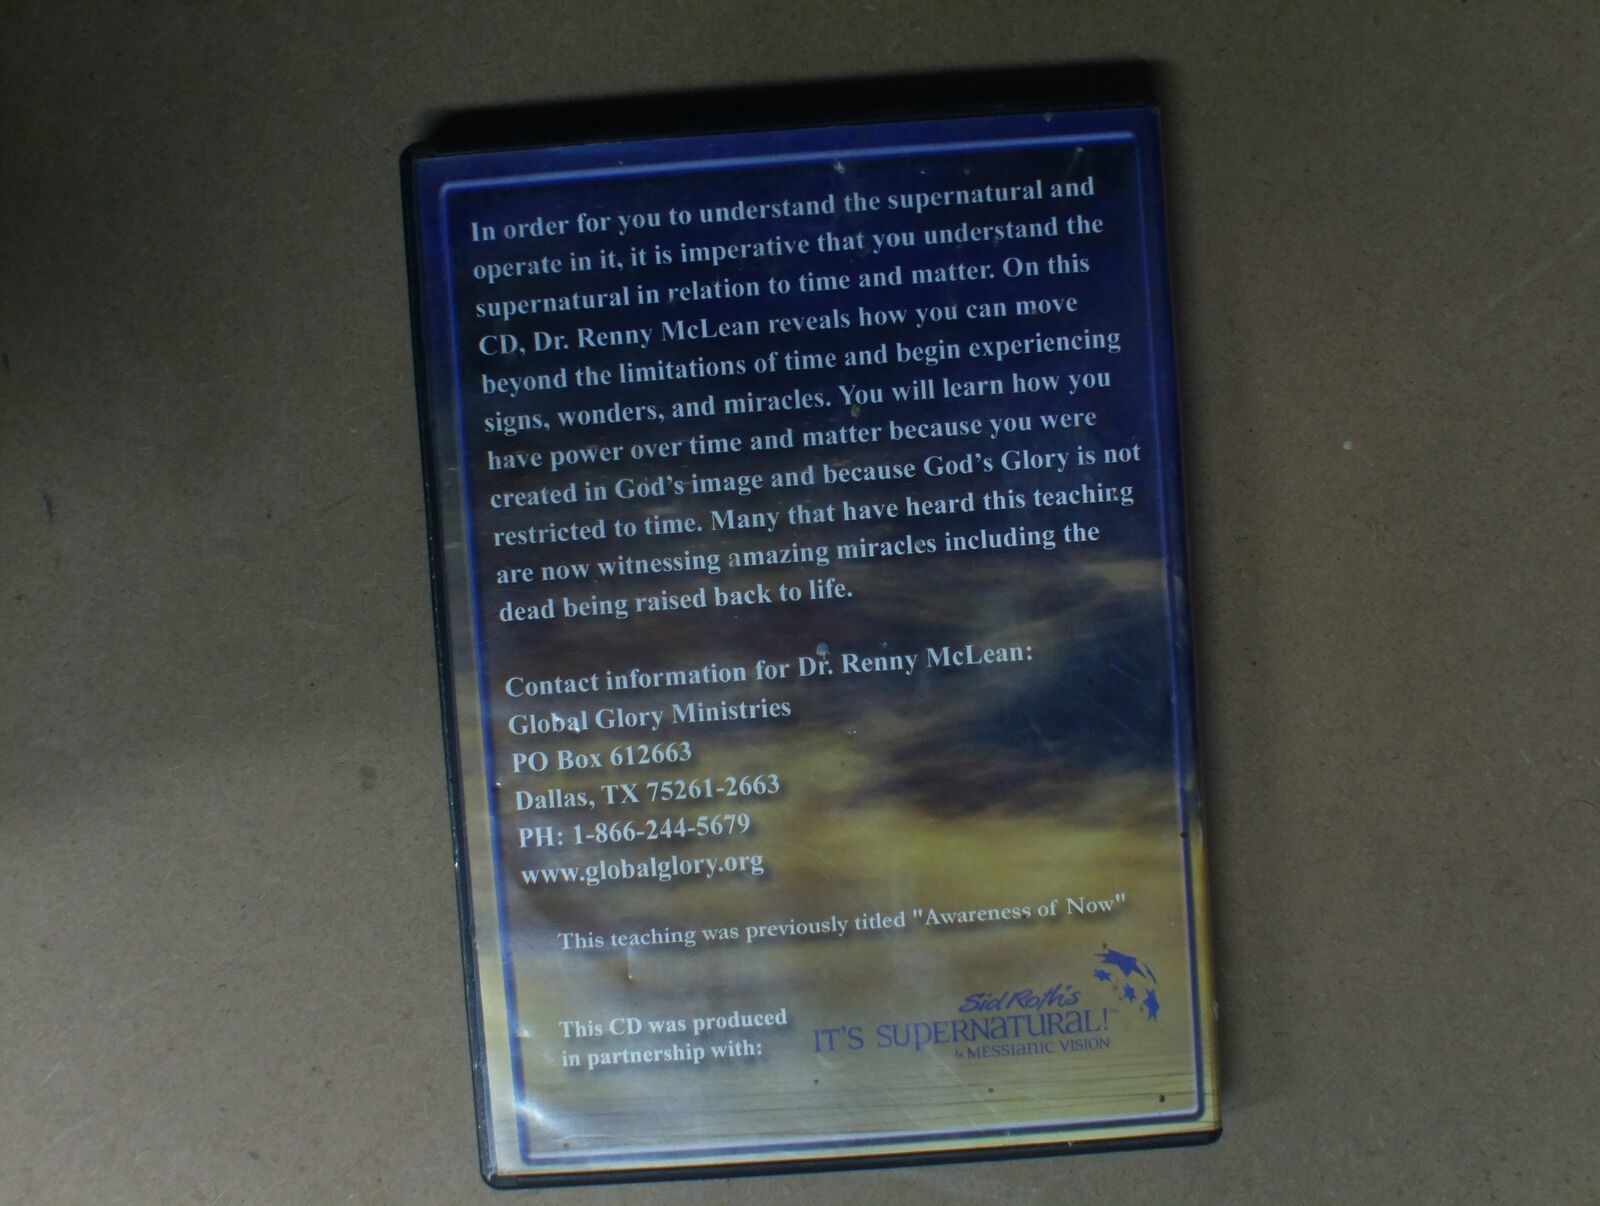 In order for you to understand the supernatural and
operate in it, it is imperative that you understand the
supernatural in relation to time and matter. On this
CD, Dr. Renny McLean reveals how you can move
beyond the limitations of time and begin experiencing
signs, wonders, and miracles. You will learn how you
have power over time and matter because you were
created in God's image and because God's Glory is not
restricted to time. Many that have heard this teaching
are now witnessing amazing miracles including the
dead being raised back to life.
Contact information for Dr. Renny McLean:
Global Glory Ministries
PO Box 612663
Dallas, TX 75261-2663
PH: 1-866-244-5679
www.globalglory.org
This teaching was previously titled "Awareness of Now"
This CD was produced
in partnership with:
Sid Roth's
IT'S SUPERNATURAL!
& MESSIANIC VISION